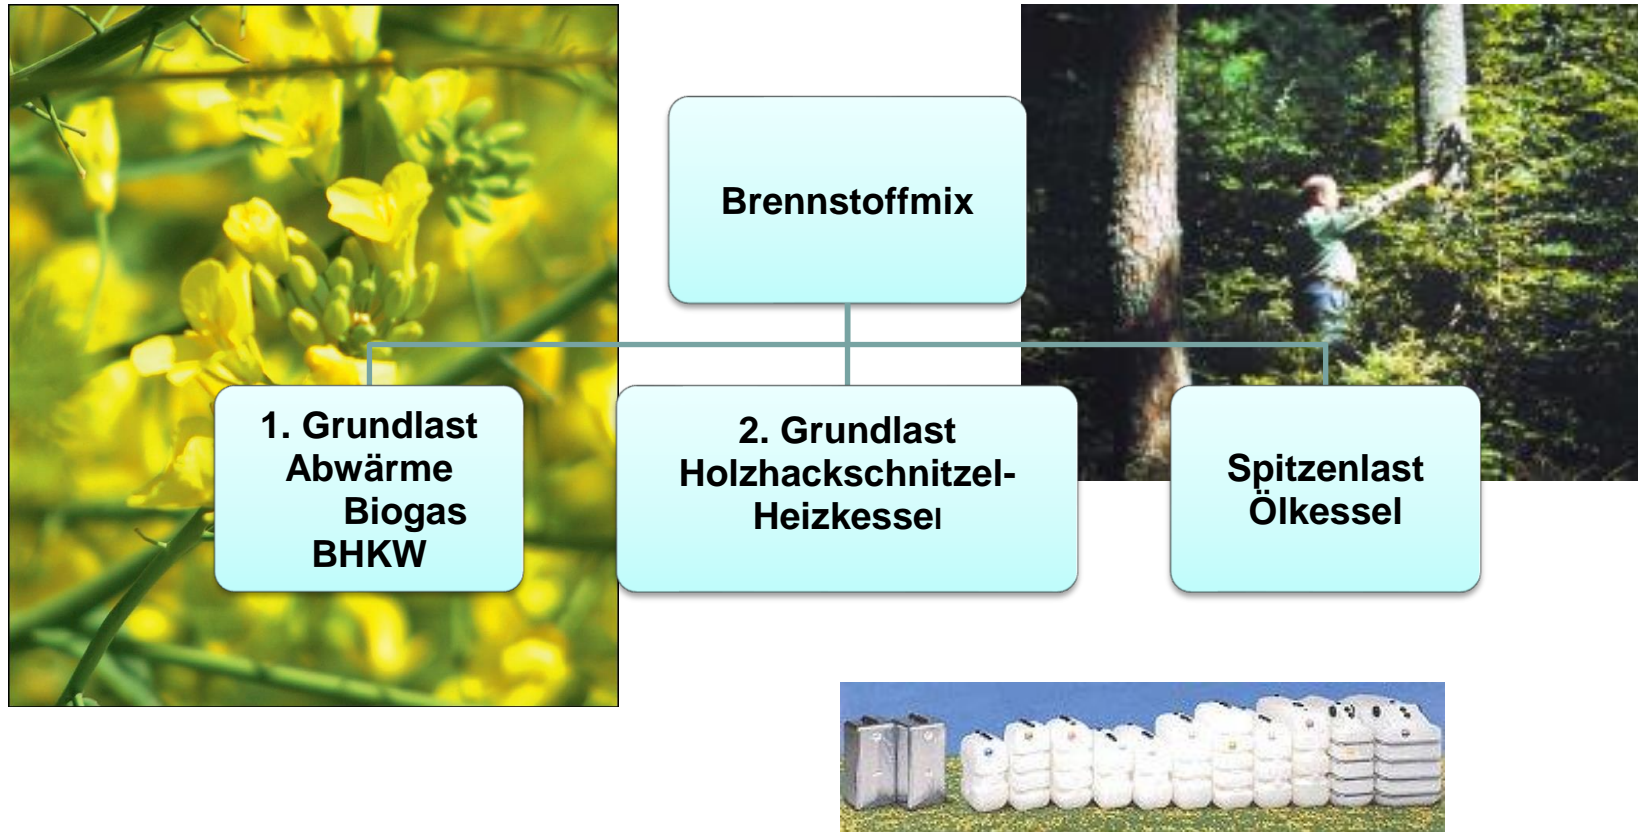 Brennstoffmix
1. Grundlast
Abwärme
Biogas
BHKW
2. Grundlast
Holzhackschnitzel-
Heizkessel
Spitzenlast
Ölkessel